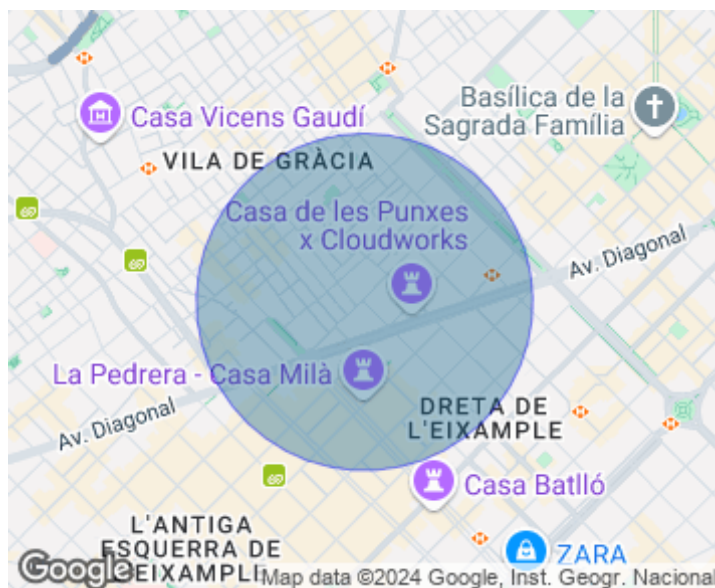 Casa Vicens Gaudí
Basílica de la
Sagrada Família
VILA DE GRÀCIA
Casa de les Punxes
x Cloudworks
Av. Diagonal
La Pedrera - Casa Milà
DRETA DE
L'EIXAMPLE
Av. Diagonal
Casa Batlló
L'ANTIGA
ESQUERRA DE
L'EIXAMPLE
ZARA
Google
Map data ©2024 Google, Inst. Geogr. Nacional